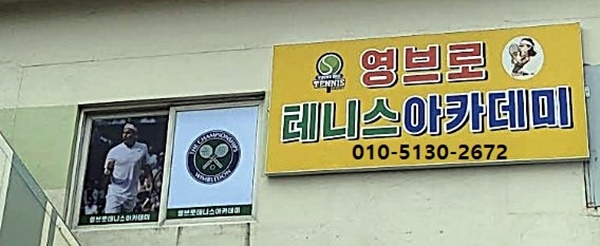 영브로
테니스아카데미
010-5130-2672
TENNIS
THE CHAMPIONSHIPS
WIMBLEDON
영브로테니스아카데미
영브로테니스아카데미